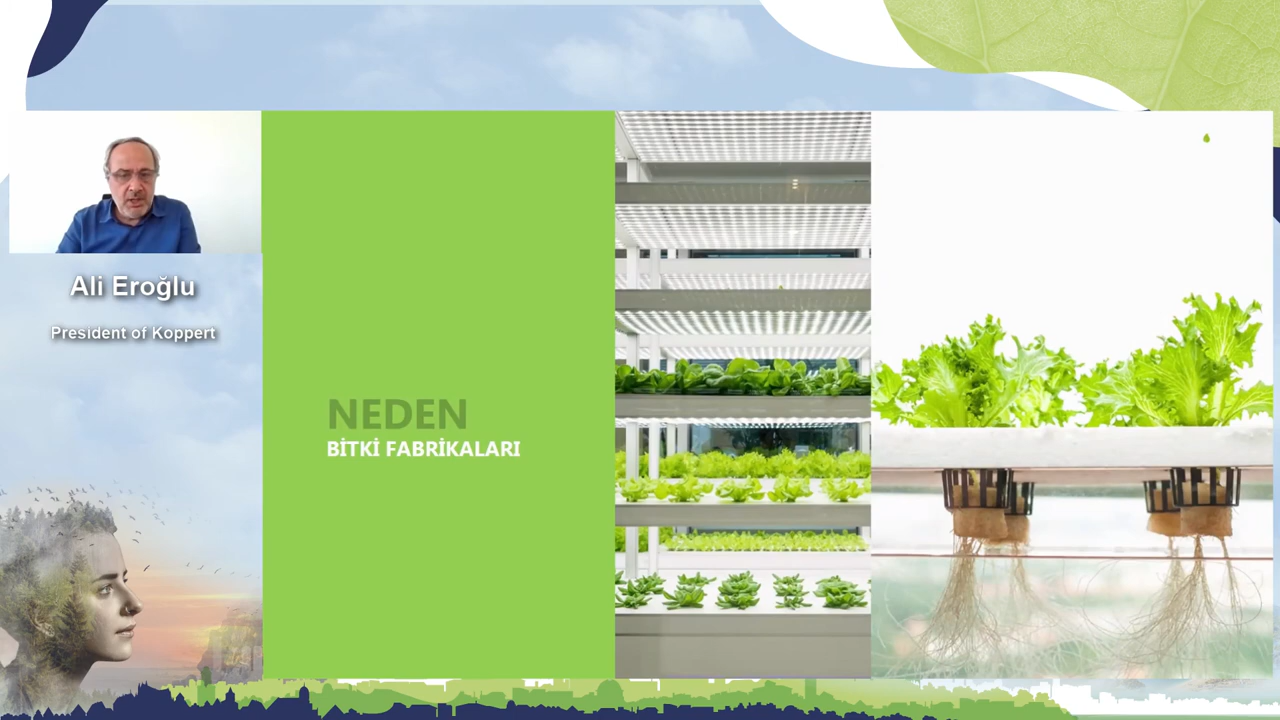 Ali Eroğlu
President of Koppert
NEDEN
BİTKİ FABRİKALARI